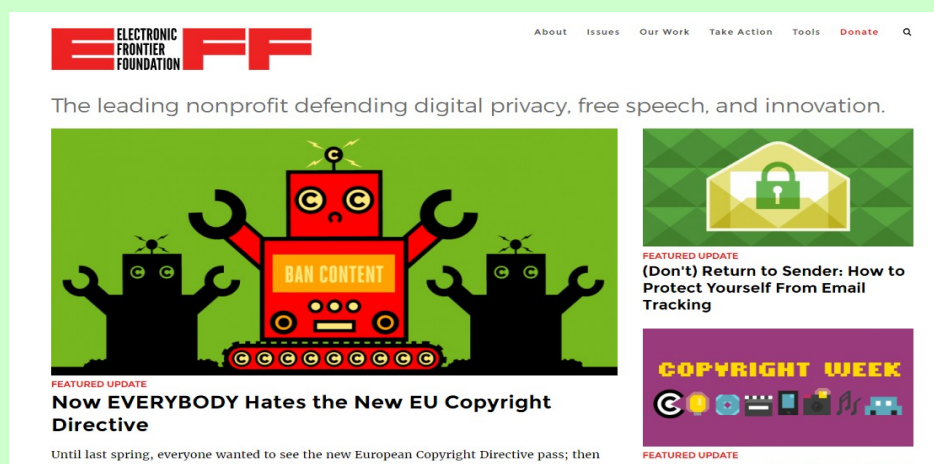 ELECTRONIC
FRONTIER
FOUNDATION
EFF
About Issues Our Work Take Action Tools Donate
The leading nonprofit defending digital privacy, free speech, and innovation.
BAN CONTENT
FEATURED UPDATE
Now EVERYBODY Hates the New EU Copyright
Directive
Until last spring, everyone wanted to see the new European Copyright Directive pass; then
FEATURED UPDATE
(Don't) Return to Sender: How to
Protect Yourself From Email
Tracking
COPYRIGHT WEEK
FEATURED UPDATE